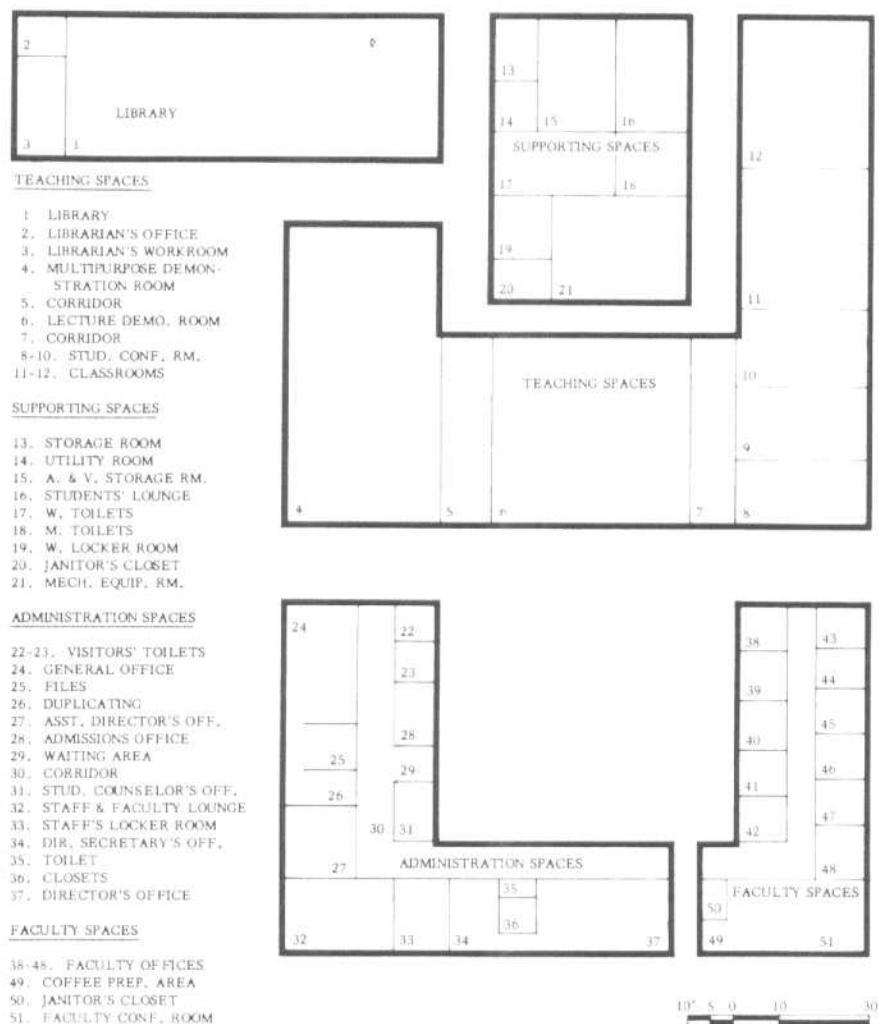 2
3
1
LIBRARY
13
14
15
16
SUPPORTING SPACES
17
18
19
20
21
12
11
10
9
8
TEACHING SPACES
4
5
6
7
TEACHING SPACES
1 LIBRARY
2. LIBRARIAN'S OFFICE
3. LIBRARIAN'S WORKROOM
4. MULTIPURPOSE DEMON-
STRATION ROOM
5. CORRIDOR
6. LECTURE DEMO. ROOM
7. CORRIDOR
8-10. STUD. CONF. RM.
11-12. CLASSROOMS
SUPPORTING SPACES
13. STORAGE ROOM
14. UTILITY ROOM
15. A. & V. STORAGE RM.
16. STUDENTS' LOUNGE
17. W. TOILETS
18. M. TOILETS
19. W. LOCKER ROOM
20. JANITOR'S CLOSET
21. MECH. EQUIP. RM.
ADMINISTRATION SPACES
22-23. VISITORS' TOILETS
24. GENERAL OFFICE
25. FILES
26. DUPLICATING
27. ASST. DIRECTOR'S OFF.
28. ADMISSIONS OFFICE
29. WAITING AREA
30. CORRIDOR
31. STUD. COUNSELOR'S OFF.
32. STAFF & FACULTY LOUNGE
33. STAFF'S LOCKER ROOM
34. DIR. SECRETARY'S OFF.
35. TOILET
36. CLOSETS
37. DIRECTOR'S OFFICE
FACULTY SPACES
38-48. FACULTY OFFICES
49. COFFEE PREP. AREA
50. JANITOR'S CLOSET
51. FACULTY CONF. ROOM
24
22
23
28
25
29
26
30
31
27
ADMINISTRATION SPACES
35
36
32
33
34
37
38
43
39
44
40
45
41
46
42
47
48
FACULTY SPACES
50
49
51
10' 5 0 10 30